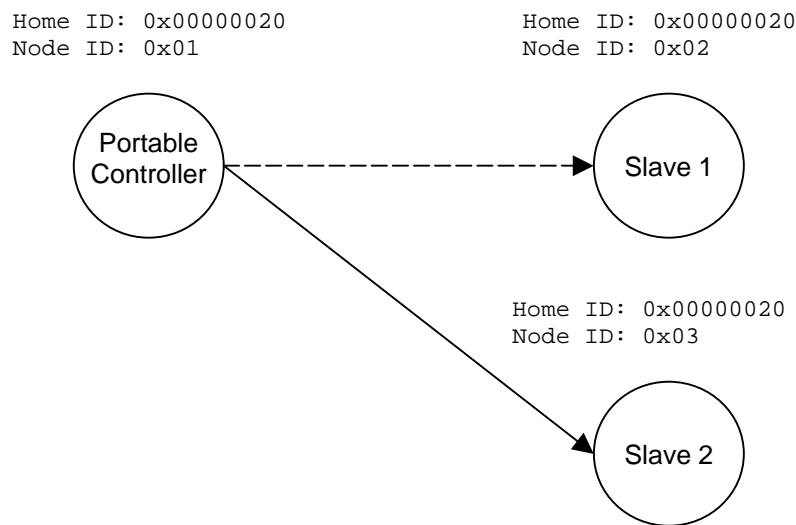 Home ID: 0x00000020
Node ID: 0x01
Home ID: 0x00000020
Node ID: 0x02
Portable
Controller
Slave 1
Home ID: 0x00000020
Node ID: 0x03
Slave 2